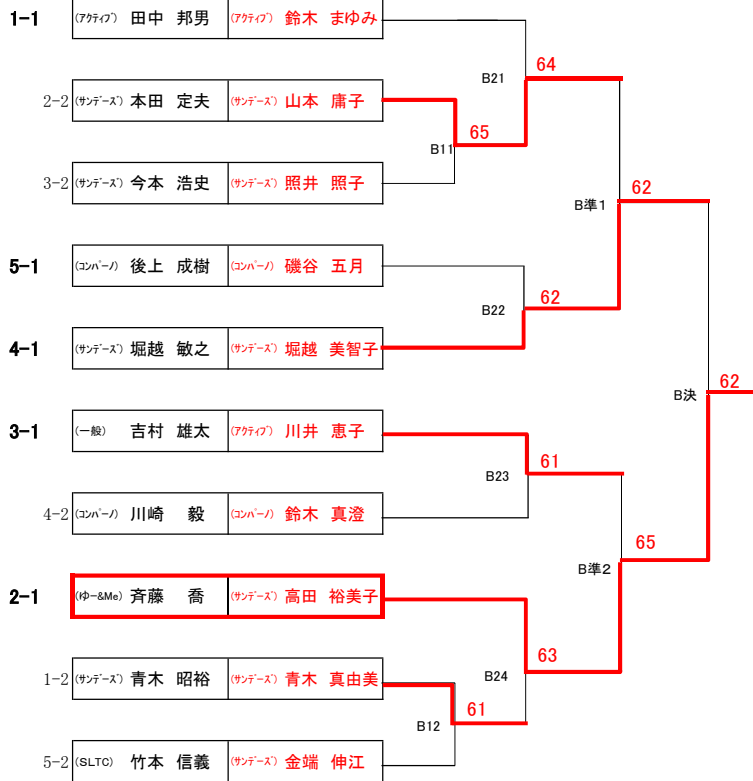 1-1 (アクティブ) 田中 邦男 (アクティブ) 鈴木 まゆみ
64
B21
2-2 (サンデーズ) 本田 定夫 (サンデーズ) 山本 庸子
65
B11
3-2 (サンデーズ) 今本 浩史 (サンデーズ) 照井 照子
62
B準1
5-1 (コンパーノ) 後上 成樹 (コンパーノ) 磯谷 五月
62
B22
4-1 (サンデーズ) 堀越 敏之 (サンデーズ) 堀越 美智子
62
B決
3-1 (一般) 吉村 雄太 (アクティブ) 川井 恵子
61
B23
4-2 (コンパーノ) 川崎 毅 (コンパーノ) 鈴木 真澄
65
B準2
2-1 (ゆー&Me) 斉藤 喬 (サンデーズ) 高田 裕美子
63
B24
1-2 (サンデーズ) 青木 昭裕 (サンデーズ) 青木 真由美
61
B12
5-2 (SLTC) 竹本 信義 (サンデーズ) 金端 伸江